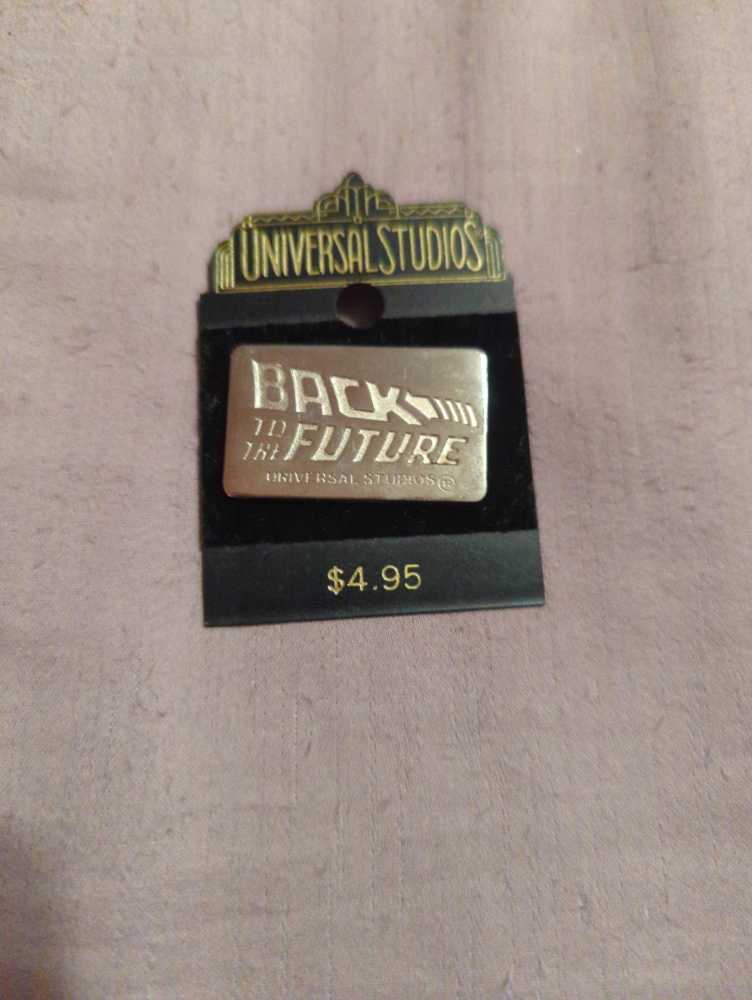 UNIVERSAL STUDIOS
BACK
TO
THE FUTURE
UNIVERSAL STUDIOS ®
$4.95